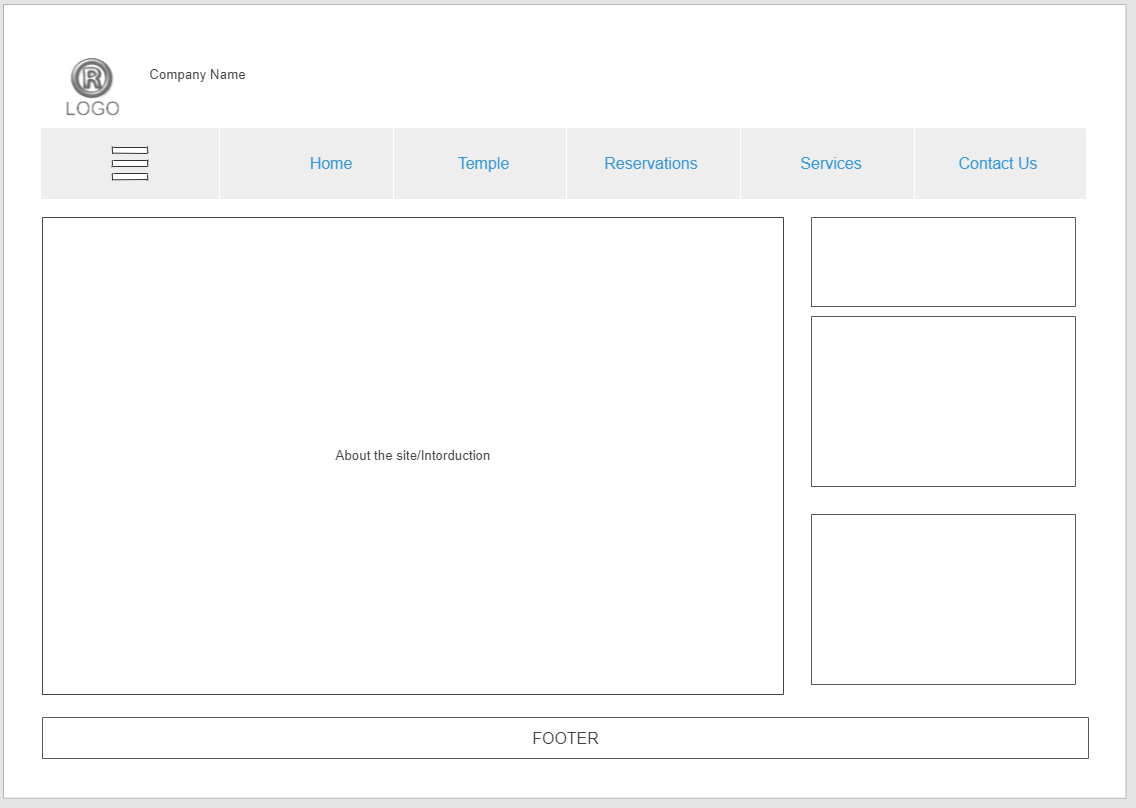 R
LOGO
Company Name
Home
Temple
Reservations
Services
Contact Us
About the site/Intorduction
FOOTER